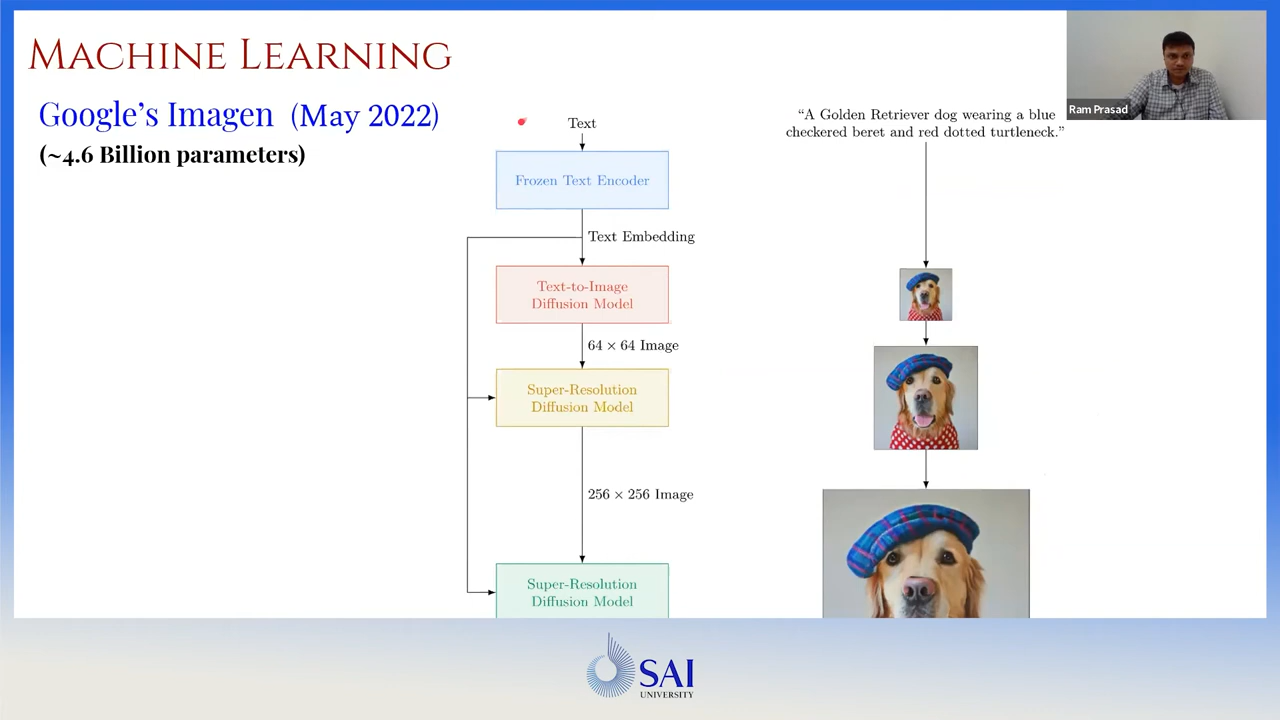 MACHINE LEARNING
Google's Imagen (May 2022)
(~4.6 Billion parameters)
Text
Frozen Text Encoder
Text Embedding
Text-to-Image
Diffusion Model
64 × 64 Image
Super-Resolution
Diffusion Model
256 × 256 Image
Super-Resolution
Diffusion Model
“A Golden Retriever dog wearing a blue
checkered beret and red dotted turtleneck.”
Ram Prasad
SAI
UNIVERSITY